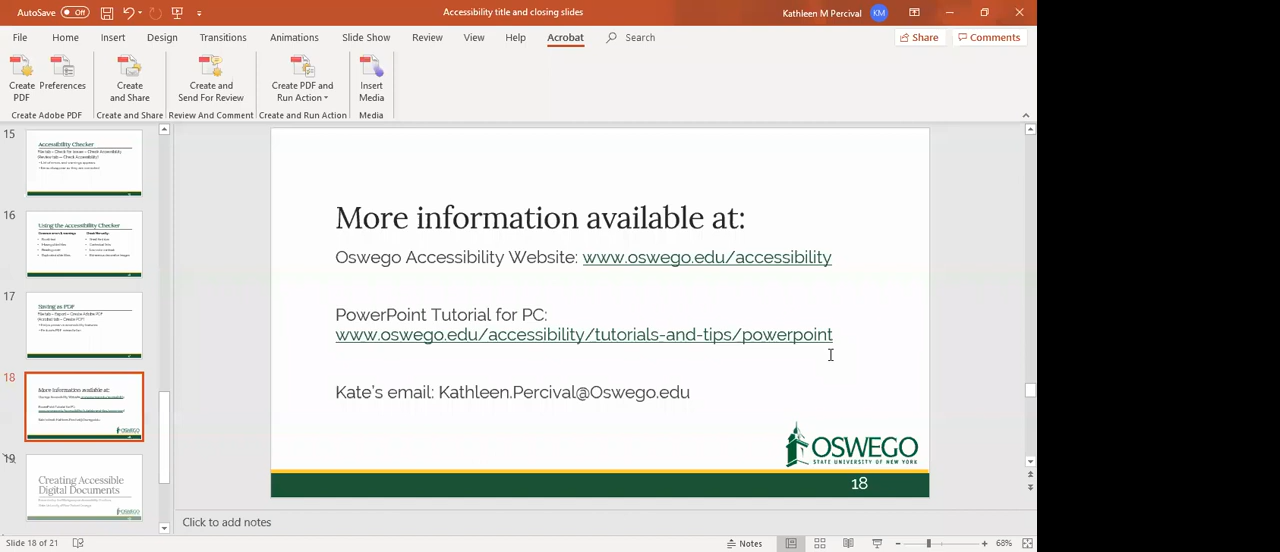 AutoSave Off
Accessibility title and closing slides
Kathleen M Percival KM
File Home Insert Design Transitions Animations Slide Show Review View Help Acrobat Search
Share Comments
Create PDF
Preferences
Create and Share
Create and Send For Review
Create PDF and Run Action
Insert Media
Create Adobe PDF
Create and Share
Review And Comment
Create and Run Action
Media
15
Accessibility Checker
16
Using the Accessibility Checker
17
Saving as PDF
18
More information available at:
19
Creating Accessible
Digital Documents
More information available at:
Oswego Accessibility Website: www.oswego.edu/accessibility
PowerPoint Tutorial for PC:
www.oswego.edu/accessibility/tutorials-and-tips/powerpoint
Kate's email: Kathleen.Percival@Oswego.edu
OSWEGO
STATE UNIVERSITY OF NEW YORK
18
Click to add notes
Slide 18 of 21
Notes
68%